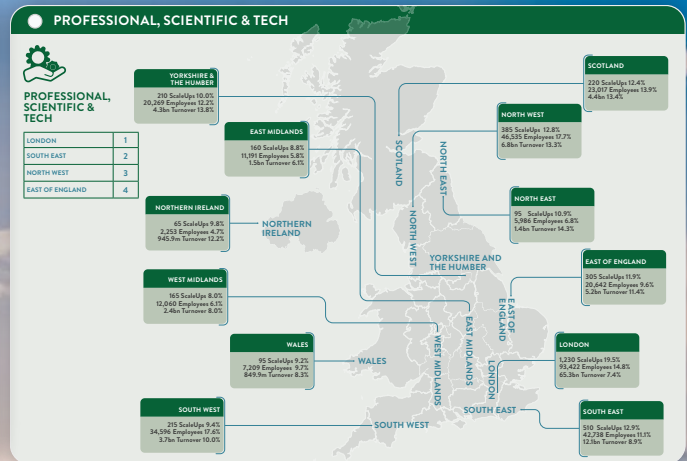 PROFESSIONAL, SCIENTIFIC & TECH
PROFESSIONAL,
SCIENTIFIC &
TECH
LONDON 1
SOUTH EAST 2
NORTH WEST 3
EAST OF ENGLAND 4
YORKSHIRE &
THE HUMBER
210 ScaleUps 10.0%
20,269 Employees 12.2%
4.3bn Turnover 13.8%
EAST MIDLANDS
160 ScaleUps 8.8%
11,191 Employees 5.8%
1.5bn Turnover 6.1%
NORTHERN IRELAND
65 ScaleUps 9.8%
2,253 Employees 4.7%
945.9m Turnover 12.2%
WEST MIDLANDS
165 ScaleUps 8.0%
12,060 Employees 6.1%
2.4bn Turnover 8.0%
WALES
95 ScaleUps 9.2%
7,209 Employees 9.7%
849.9m Turnover 8.3%
SOUTH WEST
215 ScaleUps 9.4%
34,596 Employees 17.6%
3.7bn Turnover 10.0%
SCOTLAND
NORTH EAST
NORTH WEST
NORTHERN
IRELAND
YORKSHIRE AND
THE HUMBER
EAST OF
ENGLAND
EAST MIDLANDS
WEST MIDLANDS
WALES
LONDON
SOUTH EAST
SOUTH WEST
SCOTLAND
220 ScaleUps 12.4%
23,017 Employees 13.9%
4.4bn 13.4%
NORTH WEST
385 ScaleUps 12.8%
46,535 Employees 17.7%
6.8bn Turnover 13.3%
NORTH EAST
95 ScaleUps 10.9%
5,986 Employees 6.8%
1.4bn Turnover 14.3%
EAST OF ENGLAND
305 ScaleUps 11.9%
20,642 Employees 9.6%
5.2bn Turnover 11.4%
LONDON
1,230 ScaleUps 19.5%
93,422 Employees 14.8%
65.3bn Turnover 7.4%
SOUTH EAST
510 ScaleUps 12.9%
42,738 Employees 11.1%
12.1bn Turnover 8.9%